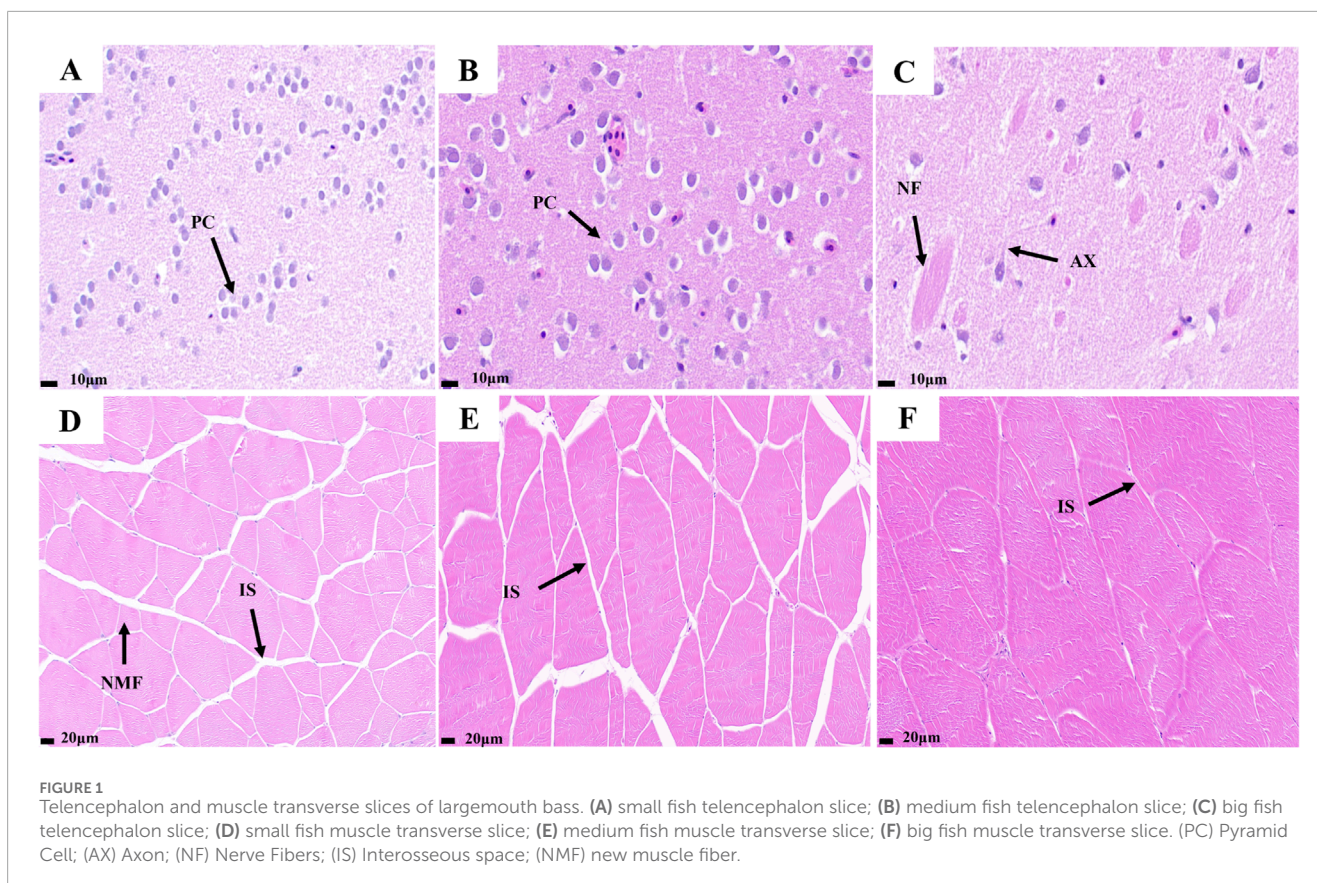 A
B
C
PC
PC
NF
AX
10μm
10μm
10μm
D
E
F
IS
NMF
IS
IS
20μm
20μm
20μm
FIGURE 1
Telencephalon and muscle transverse slices of largemouth bass. (A) small fish telencephalon slice; (B) medium fish telencephalon slice; (C) big fish
telencephalon slice; (D) small fish muscle transverse slice; (E) medium fish muscle transverse slice; (F) big fish muscle transverse slice. (PC) Pyramid
Cell; (AX) Axon; (NF) Nerve Fibers; (IS) Interosseous space; (NMF) new muscle fiber.